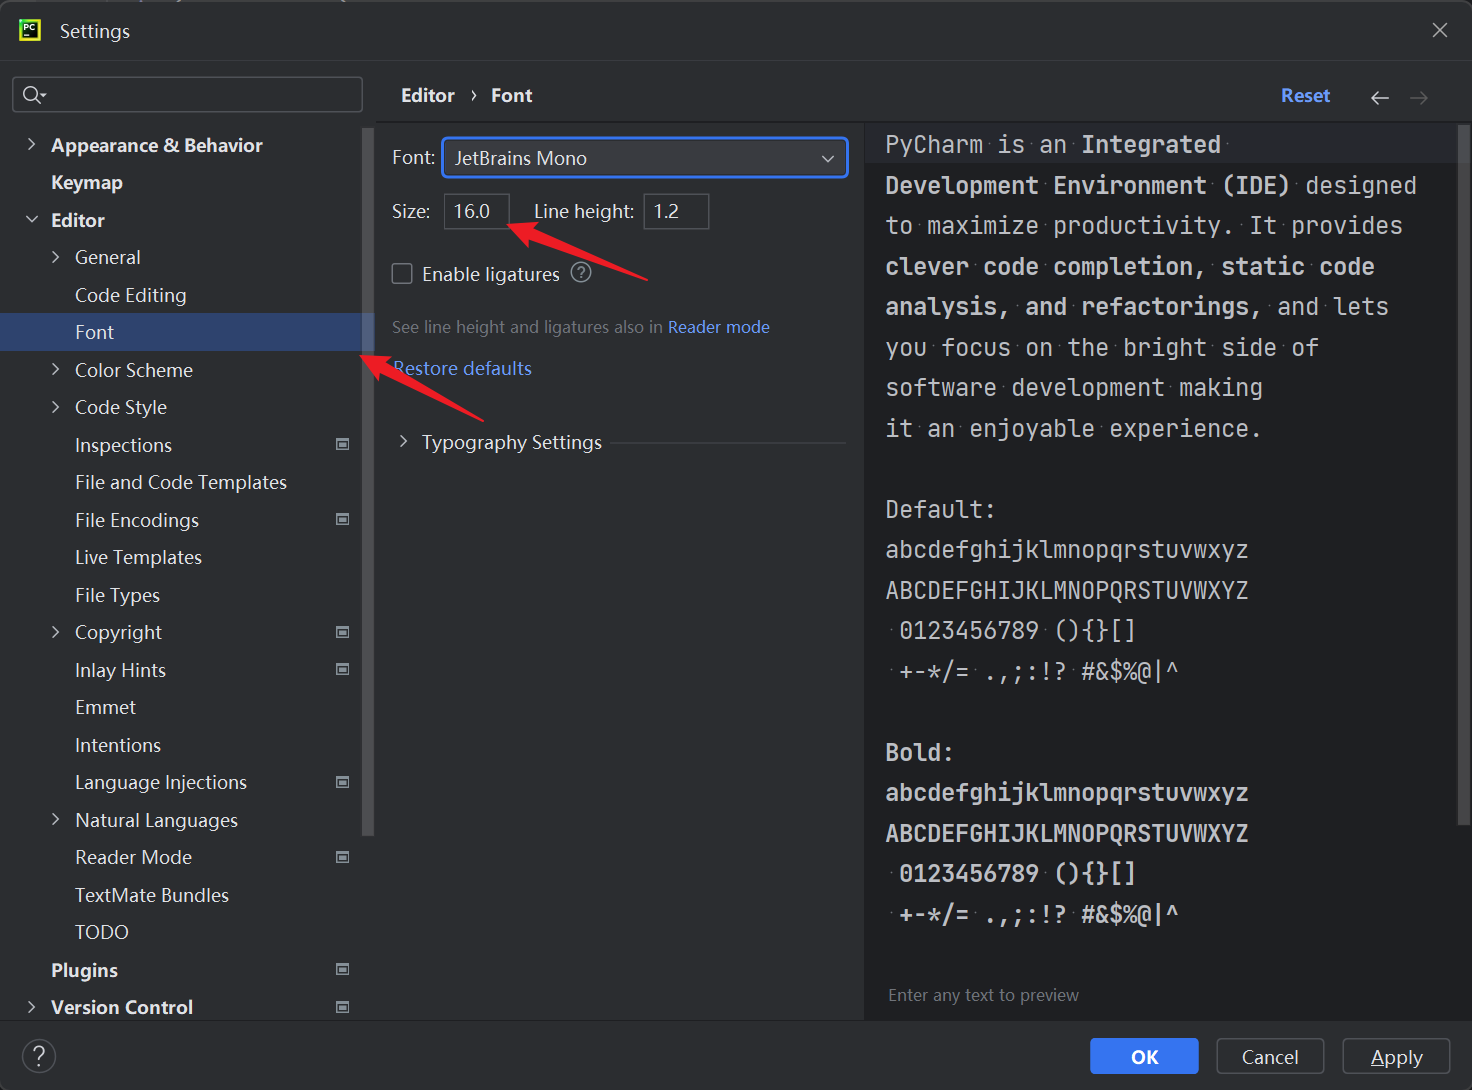 PC
Settings
Editor › Font
Reset
Appearance & Behavior
Keymap
Editor
General
Code Editing
Font
Color Scheme
Code Style
Inspections
File and Code Templates
File Encodings
Live Templates
File Types
Copyright
Inlay Hints
Emmet
Intentions
Language Injections
Natural Languages
Reader Mode
TextMate Bundles
TODO
Plugins
Version Control
Font: JetBrains Mono
Size: 16.0 Line height: 1.2
Enable ligatures ?
See line height and ligatures also in Reader mode
Restore defaults
Typography Settings
PyCharm is an Integrated
Development Environment (IDE) designed
to maximize productivity. It provides
clever code completion, static code
analysis, and refactorings, and lets
you focus on the bright side of
software development making
it an enjoyable experience.
Default:
abcdefghijklmnopqrstuvwxyz
ABCDEFGHIJKLMNOPQRSTUVWXYZ
0123456789 (){}[]
+-*/= .,;:!? #&$%@|^
Bold:
abcdefghijklmnopqrstuvwxyz
ABCDEFGHIJKLMNOPQRSTUVWXYZ
0123456789 (){}[]
+-*/= .,;:!? #&$%@|^
Enter any text to preview
?
OK Cancel Apply